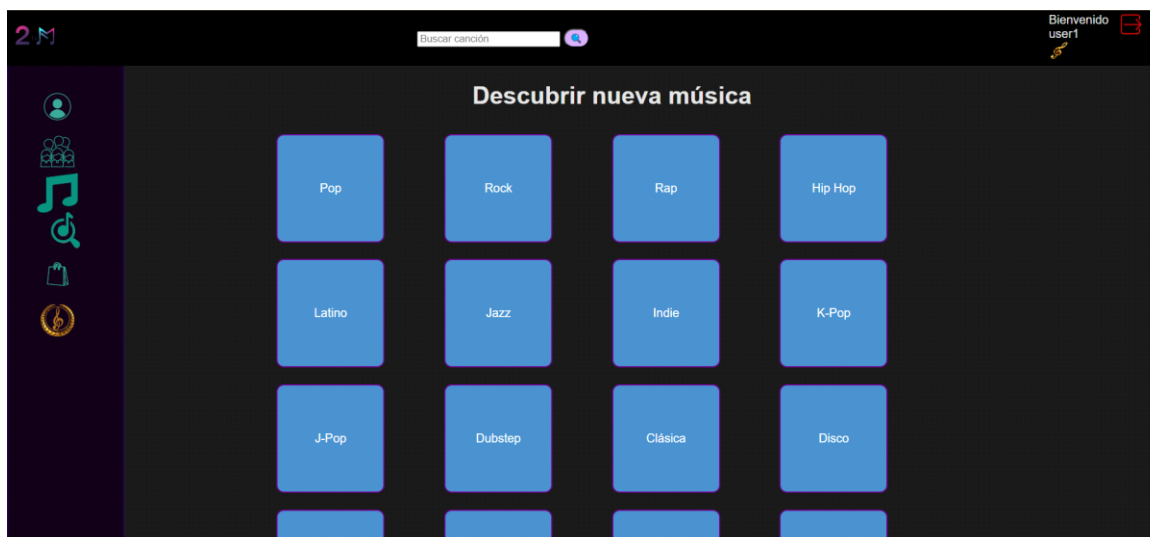 2M
Buscar canción
Bienvenido
user1
Descubrir nueva música
Pop
Rock
Rap
Hip Hop
Latino
Jazz
Indie
K-Pop
J-Pop
Dubstep
Clásica
Disco